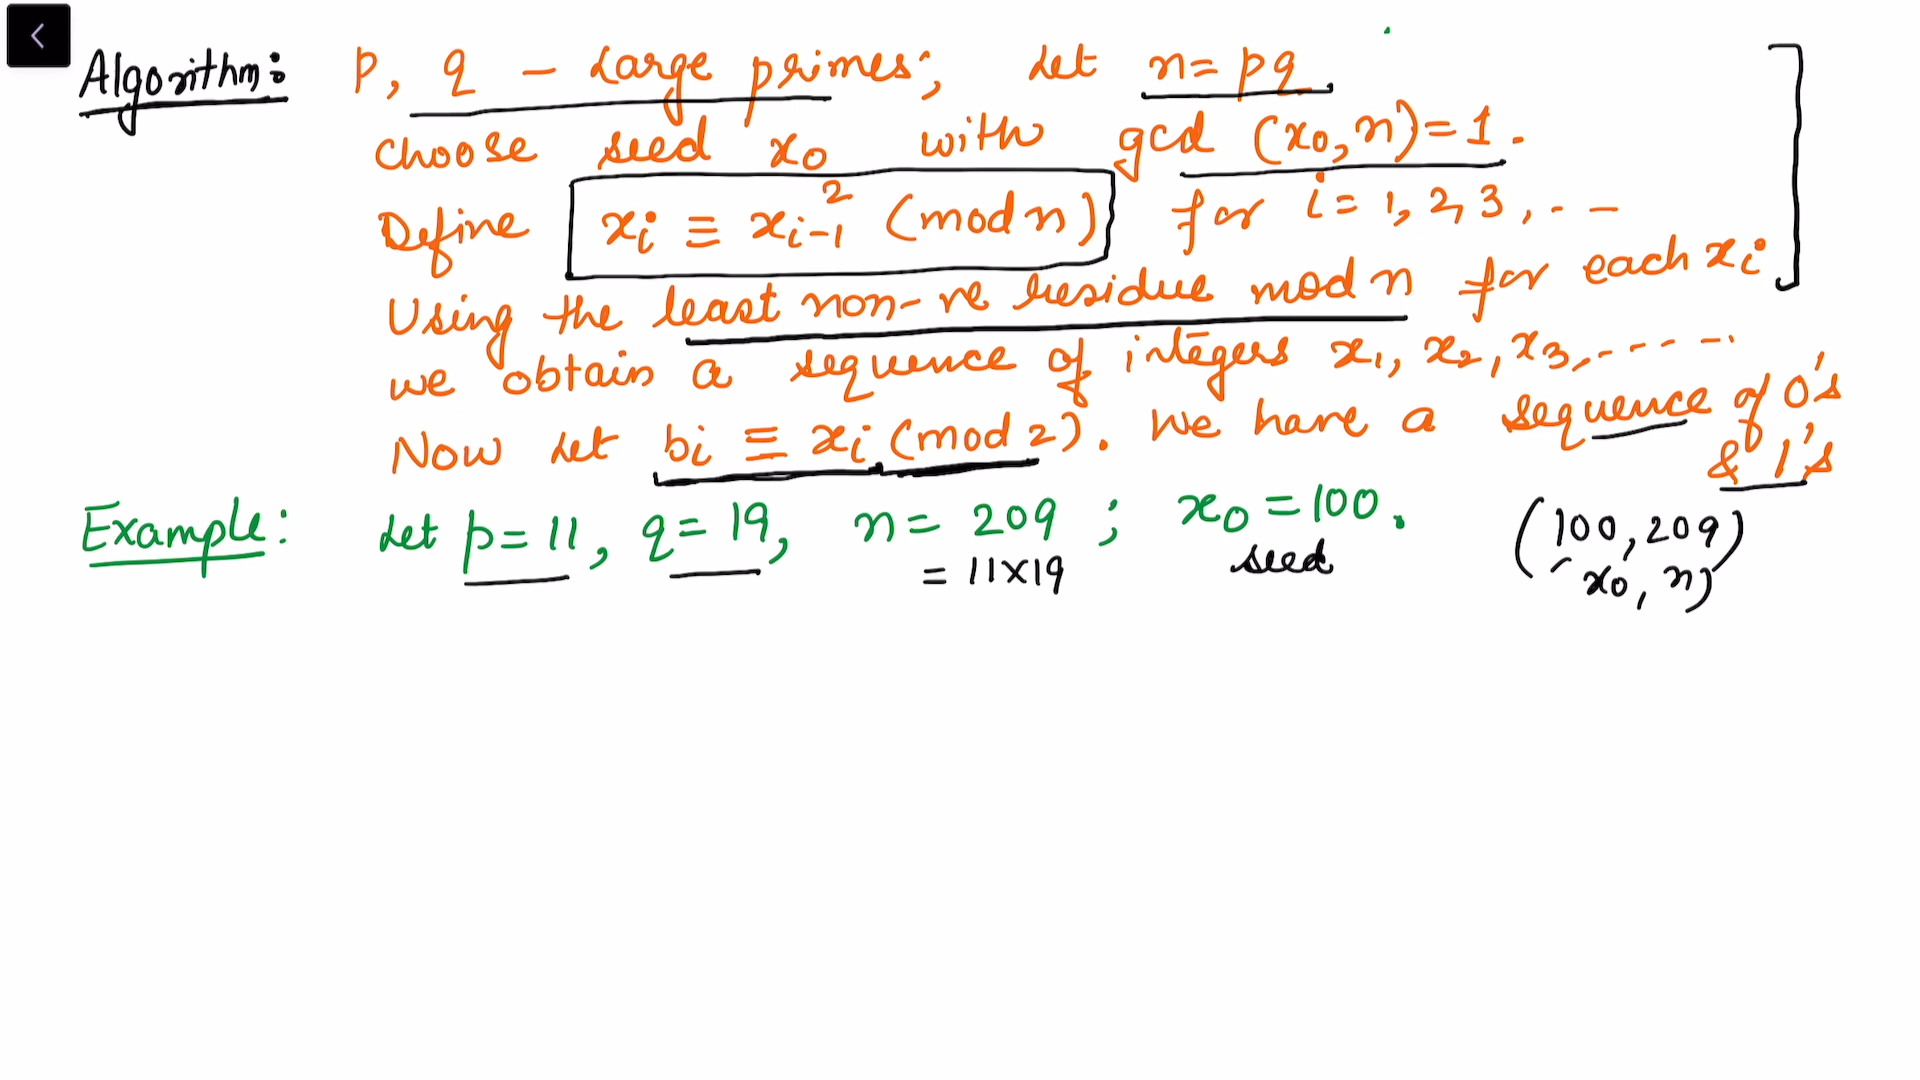 Algorithm: p, q - Large primes; Let n = pq.
choose seed x₀ with gcd (x₀, n) = 1.
Define xᵢ ≡ xᵢ₋₁² (mod n) for i = 1, 2, 3, - -
Using the least non-ve residue mod n for each xᵢ
we obtain a sequence of integers x₁, x₂, x₃, - - - - -
Now Let bᵢ ≡ xᵢ (mod 2). We have a sequence of 0's
& 1's
Example: Let p = 11, q = 19, n = 209 ; x₀ = 100. (100, 209)
= 11×19 seed x₀, n)